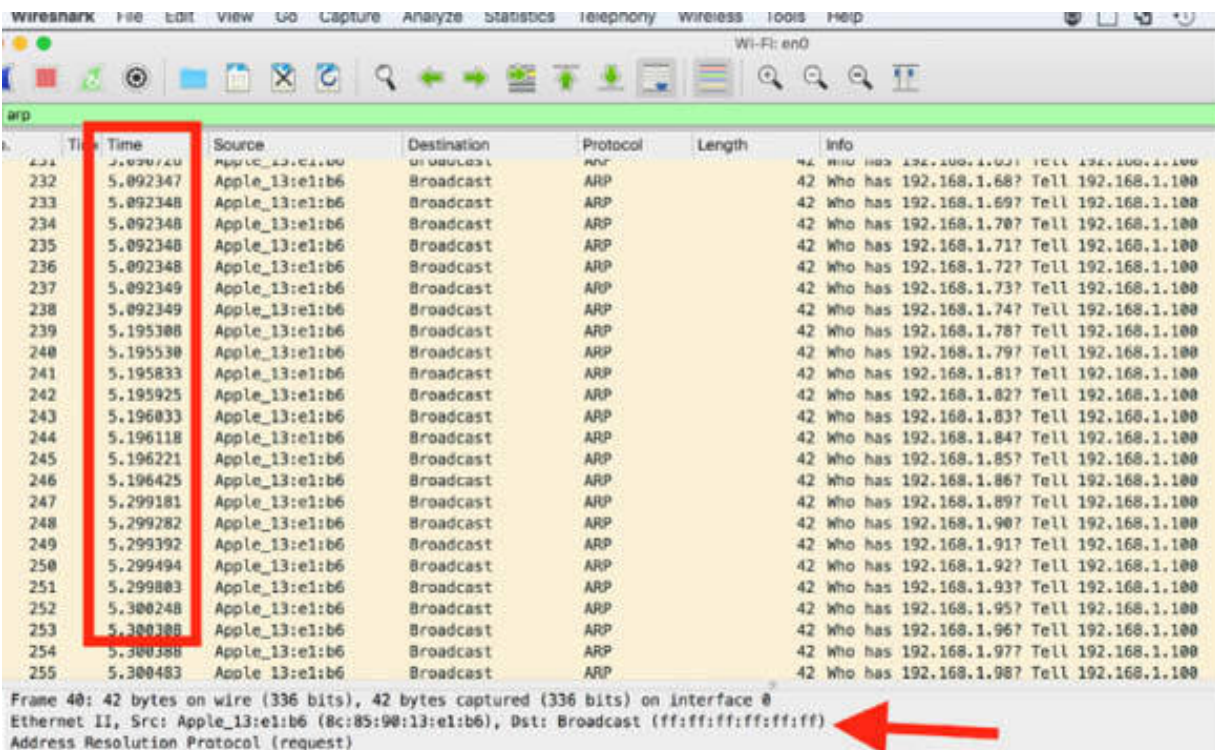 Wireshark File Edit View Go Capture Analyze Statistics Telephony Wireless Tools Help
Wi-Fi: en0
arp
Time Source Destination Protocol Length Info
232 5.092347 Apple_13:e1:b6 Broadcast ARP 42 Who has 192.168.1.68? Tell 192.168.1.100
233 5.092348 Apple_13:e1:b6 Broadcast ARP 42 Who has 192.168.1.69? Tell 192.168.1.100
234 5.092348 Apple_13:e1:b6 Broadcast ARP 42 Who has 192.168.1.70? Tell 192.168.1.100
235 5.092348 Apple_13:e1:b6 Broadcast ARP 42 Who has 192.168.1.71? Tell 192.168.1.100
236 5.092348 Apple_13:e1:b6 Broadcast ARP 42 Who has 192.168.1.72? Tell 192.168.1.100
237 5.092349 Apple_13:e1:b6 Broadcast ARP 42 Who has 192.168.1.73? Tell 192.168.1.100
238 5.092349 Apple_13:e1:b6 Broadcast ARP 42 Who has 192.168.1.74? Tell 192.168.1.100
239 5.195308 Apple_13:e1:b6 Broadcast ARP 42 Who has 192.168.1.78? Tell 192.168.1.100
240 5.195530 Apple_13:e1:b6 Broadcast ARP 42 Who has 192.168.1.79? Tell 192.168.1.100
241 5.195833 Apple_13:e1:b6 Broadcast ARP 42 Who has 192.168.1.81? Tell 192.168.1.100
242 5.195925 Apple_13:e1:b6 Broadcast ARP 42 Who has 192.168.1.82? Tell 192.168.1.100
243 5.196033 Apple_13:e1:b6 Broadcast ARP 42 Who has 192.168.1.83? Tell 192.168.1.100
244 5.196118 Apple_13:e1:b6 Broadcast ARP 42 Who has 192.168.1.84? Tell 192.168.1.100
245 5.196221 Apple_13:e1:b6 Broadcast ARP 42 Who has 192.168.1.85? Tell 192.168.1.100
246 5.196425 Apple_13:e1:b6 Broadcast ARP 42 Who has 192.168.1.86? Tell 192.168.1.100
247 5.299181 Apple_13:e1:b6 Broadcast ARP 42 Who has 192.168.1.89? Tell 192.168.1.100
248 5.299282 Apple_13:e1:b6 Broadcast ARP 42 Who has 192.168.1.90? Tell 192.168.1.100
249 5.299392 Apple_13:e1:b6 Broadcast ARP 42 Who has 192.168.1.91? Tell 192.168.1.100
250 5.299494 Apple_13:e1:b6 Broadcast ARP 42 Who has 192.168.1.92? Tell 192.168.1.100
251 5.299803 Apple_13:e1:b6 Broadcast ARP 42 Who has 192.168.1.93? Tell 192.168.1.100
252 5.300248 Apple_13:e1:b6 Broadcast ARP 42 Who has 192.168.1.95? Tell 192.168.1.100
253 5.300308 Apple_13:e1:b6 Broadcast ARP 42 Who has 192.168.1.96? Tell 192.168.1.100
254 5.300388 Apple_13:e1:b6 Broadcast ARP 42 Who has 192.168.1.97? Tell 192.168.1.100
255 5.300483 Apple_13:e1:b6 Broadcast ARP 42 Who has 192.168.1.98? Tell 192.168.1.100
Frame 40: 42 bytes on wire (336 bits), 42 bytes captured (336 bits) on interface 0
Ethernet II, Src: Apple_13:e1:b6 (8c:85:90:13:e1:b6), Dst: Broadcast (ff:ff:ff:ff:ff:ff)
Address Resolution Protocol (request)